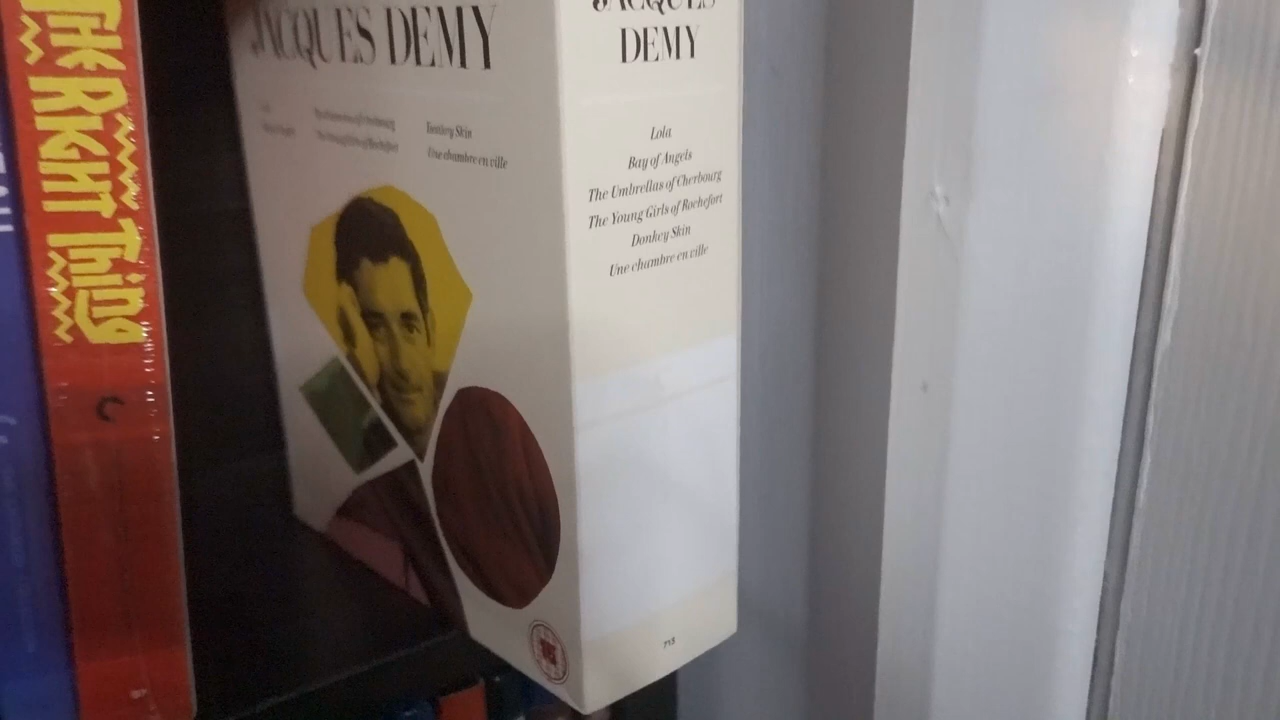 THE RIGHT Thing
JACQUES DEMY
Donkey Skin
Une chambre en ville
JACQUES
DEMY
Lola
Bay of Angels
The Umbrellas of Cherbourg
The Young Girls of Rochefort
Donkey Skin
Une chambre en ville
713